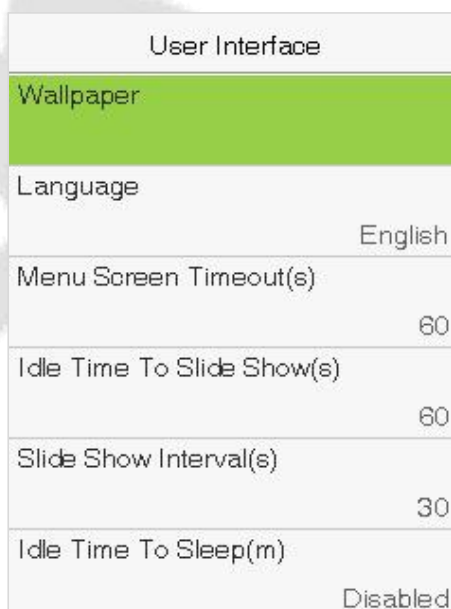 User Interface
Wallpaper
Language
English
Menu Screen Timeout(s)
60
Idle Time To Slide Show(s)
60
Slide Show Interval(s)
30
Idle Time To Sleep(m)
Disabled